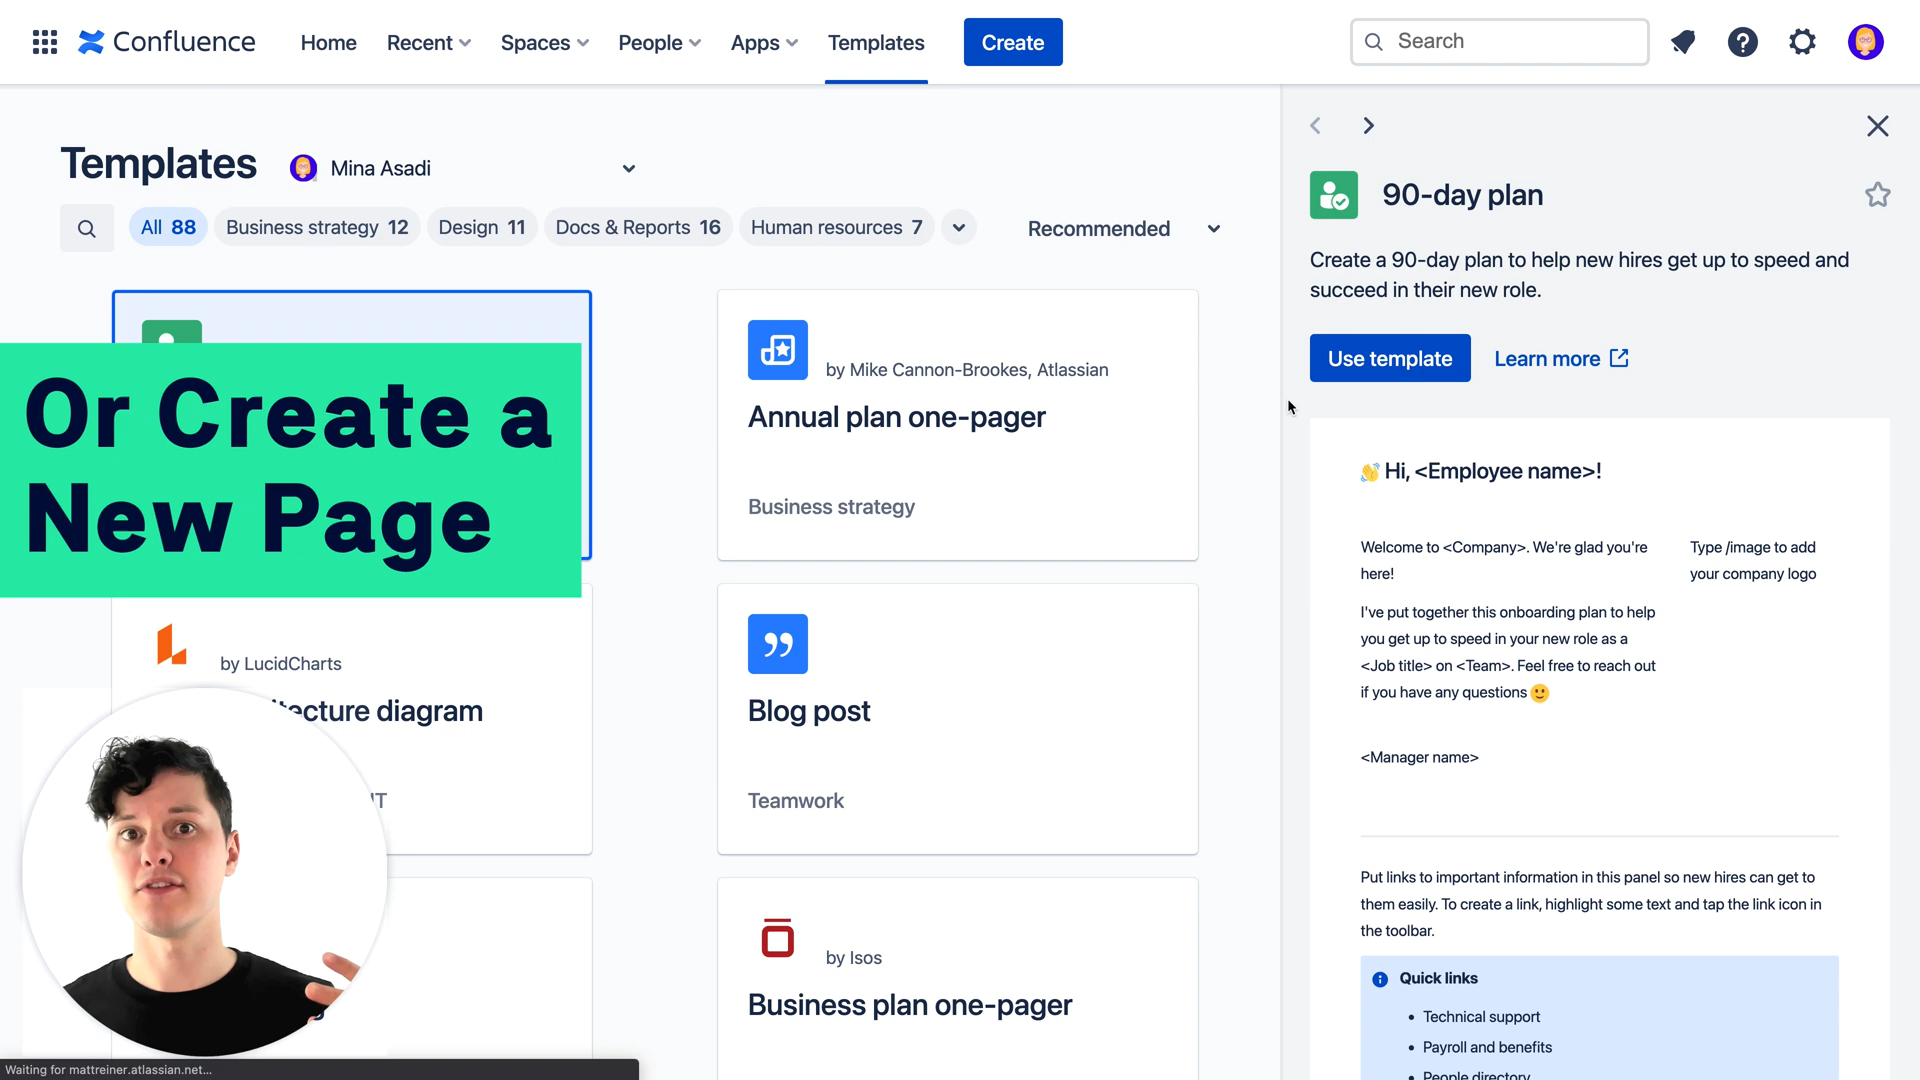 Confluence
Home
Recent
Spaces
People
Apps
Templates
Create
Search
Templates
Mina Asadi
All 88
Business strategy 12
Design 11
Docs & Reports 16
Human resources 7
Recommended
Or Create a
New Page
by Mike Cannon-Brookes, Atlassian
Annual plan one-pager
Business strategy
by LucidCharts
diagram
Blog post
Teamwork
by Isos
Business plan one-pager
90-day plan
Create a 90-day plan to help new hires get up to speed and
succeed in their new role.
Use template
Learn more
👋 Hi, <Employee name>!
Welcome to <Company>. We're glad you're
here!
Type /image to add
your company logo
I've put together this onboarding plan to help
you get up to speed in your new role as a
<Job title> on <Team>. Feel free to reach out
if you have any questions 🙂
<Manager name>
Put links to important information in this panel so new hires can get to
them easily. To create a link, highlight some text and tap the link icon in
the toolbar.
Quick links
• Technical support
• Payroll and benefits
• People directory
Waiting for mattreiner.atlassian.net...